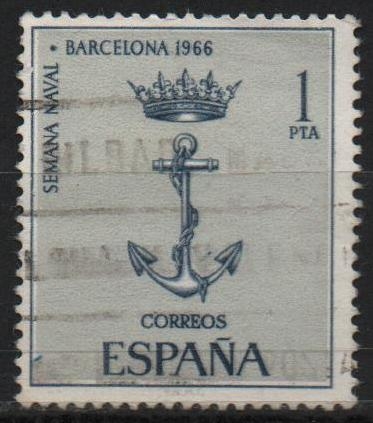 SEMANA NAVAL • BARCELONA 1966
1
PTA
CORREOS
ESPAÑA